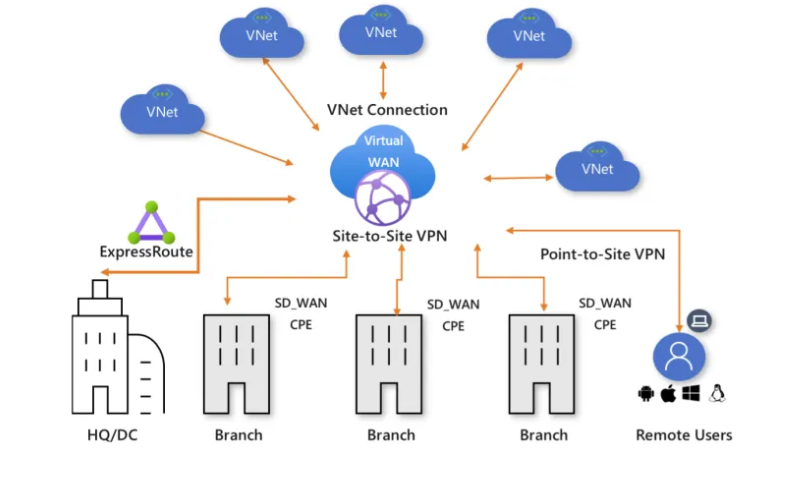 VNet
VNet
VNet
VNet
VNet Connection
Virtual
WAN
VNet
Site-to-Site VPN
ExpressRoute
Point-to-Site VPN
SD_WAN
CPE
SD_WAN
CPE
SD_WAN
CPE
HQ/DC
Branch
Branch
Branch
Remote Users